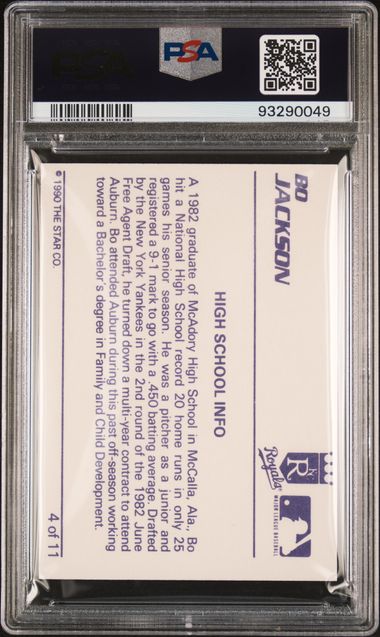 PSA
PSA
93290049
BO
JACKSON
Royals
KR
MAJOR LEAGUE BASEBALL
HIGH SCHOOL INFO
A 1982 graduate of McAdory High School in McCalla, Ala., Bo
hit a National High School record 20 home runs in only 25
games his senior season. He was a pitcher as a junior and
registered a 9-1 mark to go with a .450 batting average. Drafted
by the New York Yankees in the 2nd round of the 1982 June
Free Agent Draft, he turned down a multi-year contract to attend
Auburn. Bo attended Auburn during this past off-season working
toward a Bachelor's degree in Family and Child Development.
© 1990 THE STAR CO.
4 of 11